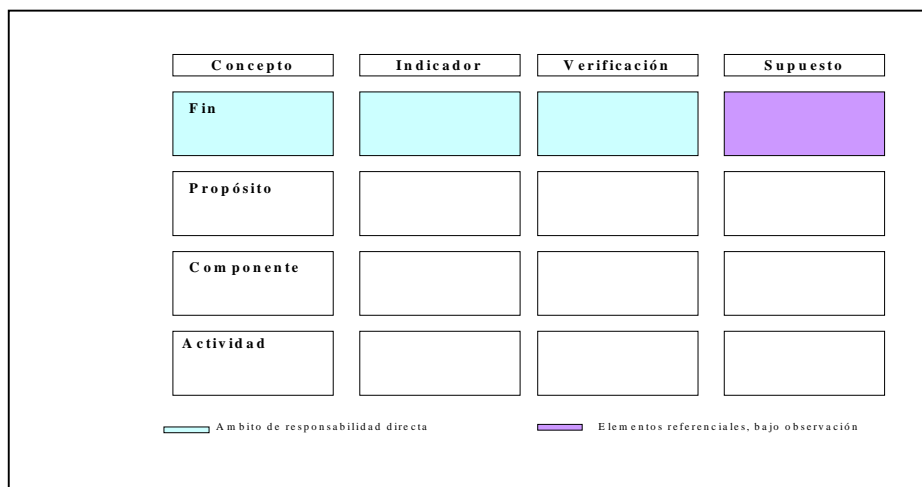 Concepto Indicador Verificación Supuesto
Fin
Propósito
Componente
Actividad
Ambito de responsabilidad directa Elementos referenciales, bajo observación